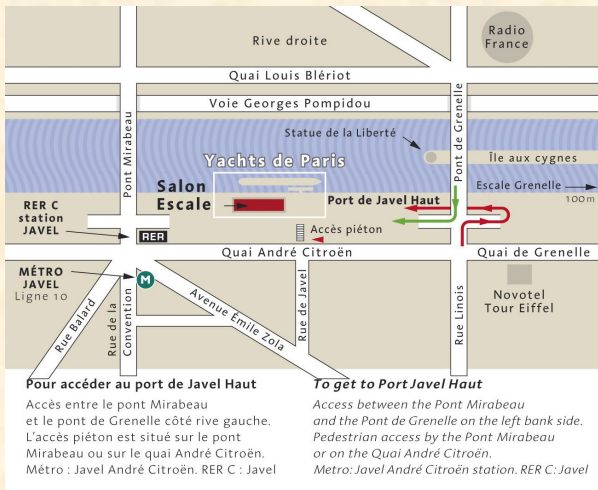 Radio
France
Rive droite
Quai Louis Blériot
Voie Georges Pompidou
Pont Mirabeau
Pont de Grenelle
Statue de la Liberté
Île aux cygnes
Yachts de Paris
Salon
Escale
Port de Javel Haut
Escale Grenelle
100m
RER C
station
JAVEL
RER
Accès piéton
Quai André Citroën
Quai de Grenelle
MÉTRO
JAVEL
Ligne 10
M
Rue Balard
Rue de la
Convention
Avenue Émile Zola
Rue de Javel
Rue Linois
Novotel
Tour Eiffel
Pour accéder au port de Javel Haut
Accès entre le pont Mirabeau
et le pont de Grenelle côté rive gauche.
L'accès piéton est situé sur le pont
Mirabeau ou sur le quai André Citroën.
Métro : Javel André Citroën. RER C : Javel
To get to Port Javel Haut
Access between the Pont Mirabeau
and the Pont de Grenelle on the left bank side.
Pedestrian access by the Pont Mirabeau
or on the Quai André Citroën.
Metro: Javel André Citroën station. RER C: Javel